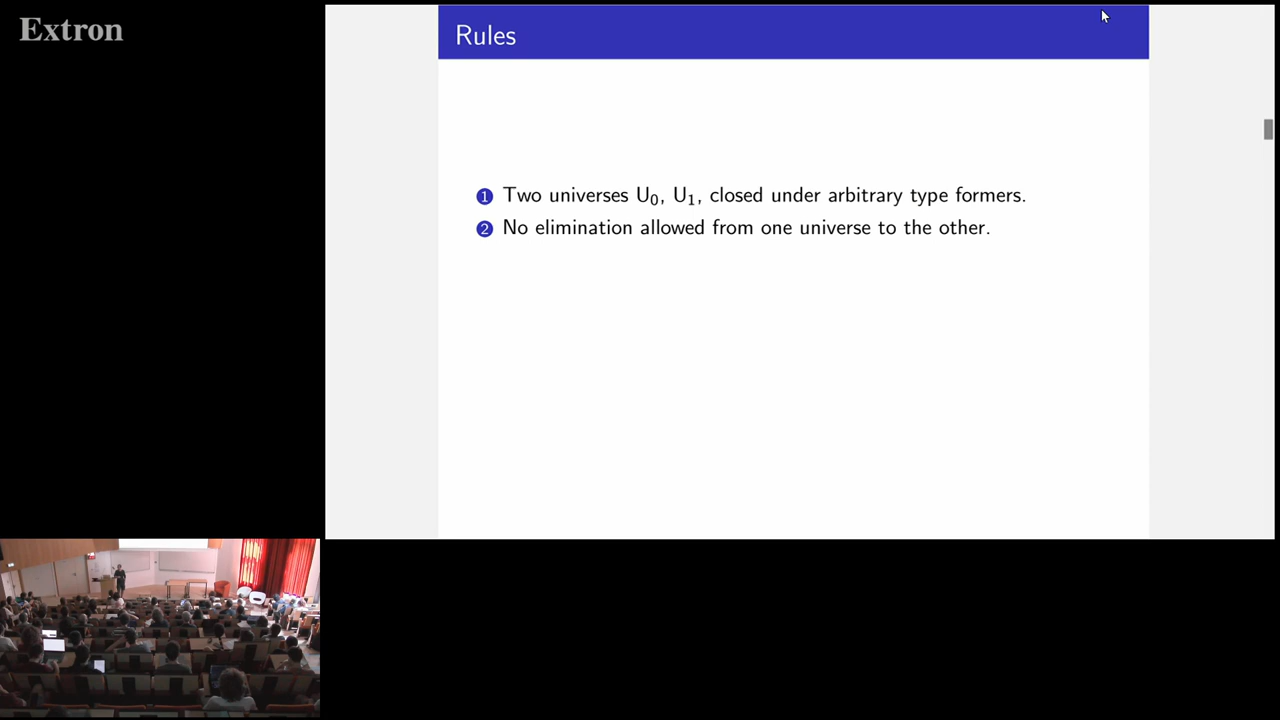 Extron
Rules
1 Two universes U₀, U₁, closed under arbitrary type formers.
2 No elimination allowed from one universe to the other.